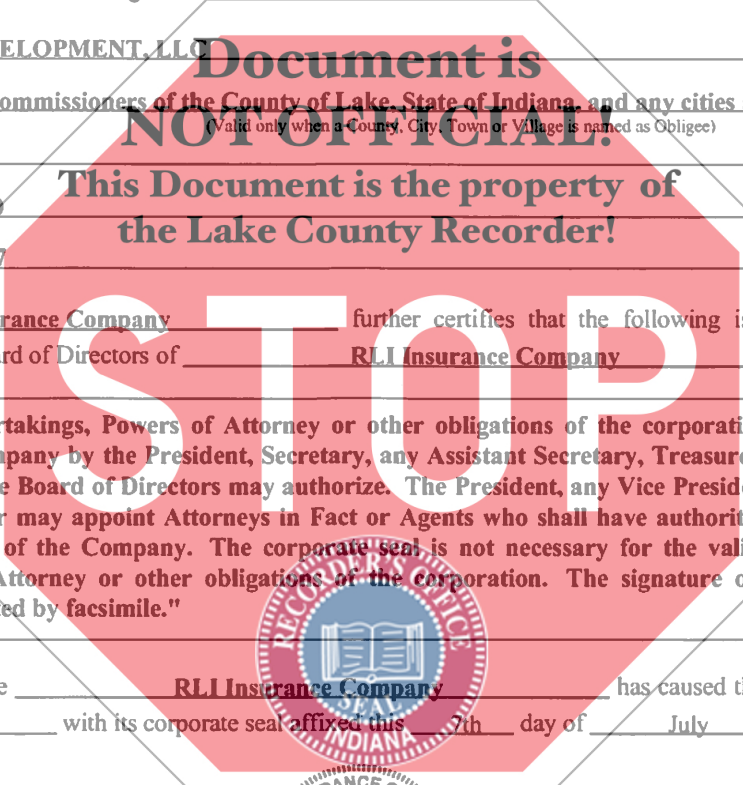 ELOPMENT, LLC
Document is
ommissioners of the County of Lake, State of Indiana, and any cities
NOT OFFICIAL!
(Valid only when a County, City, Town or Village is named as Obligee)
This Document is the property of
the Lake County Recorder!
7
rance Company further certifies that the following is
rd of Directors of RLI Insurance Company
STOP
rtakings, Powers of Attorney or other obligations of the corporati
mpany by the President, Secretary, any Assistant Secretary, Treasure
e Board of Directors may authorize. The President, any Vice Preside
r may appoint Attorneys in Fact or Agents who shall have authorit
of the Company. The corporate seal is not necessary for the vali
Attorney or other obligations of the corporation. The signature o
ted by facsimile."
RECORDER'S OFFICE
e RLI Insurance Company has caused th
SEAL
with its corporate seal affixed this 7th day of July
INDIANA